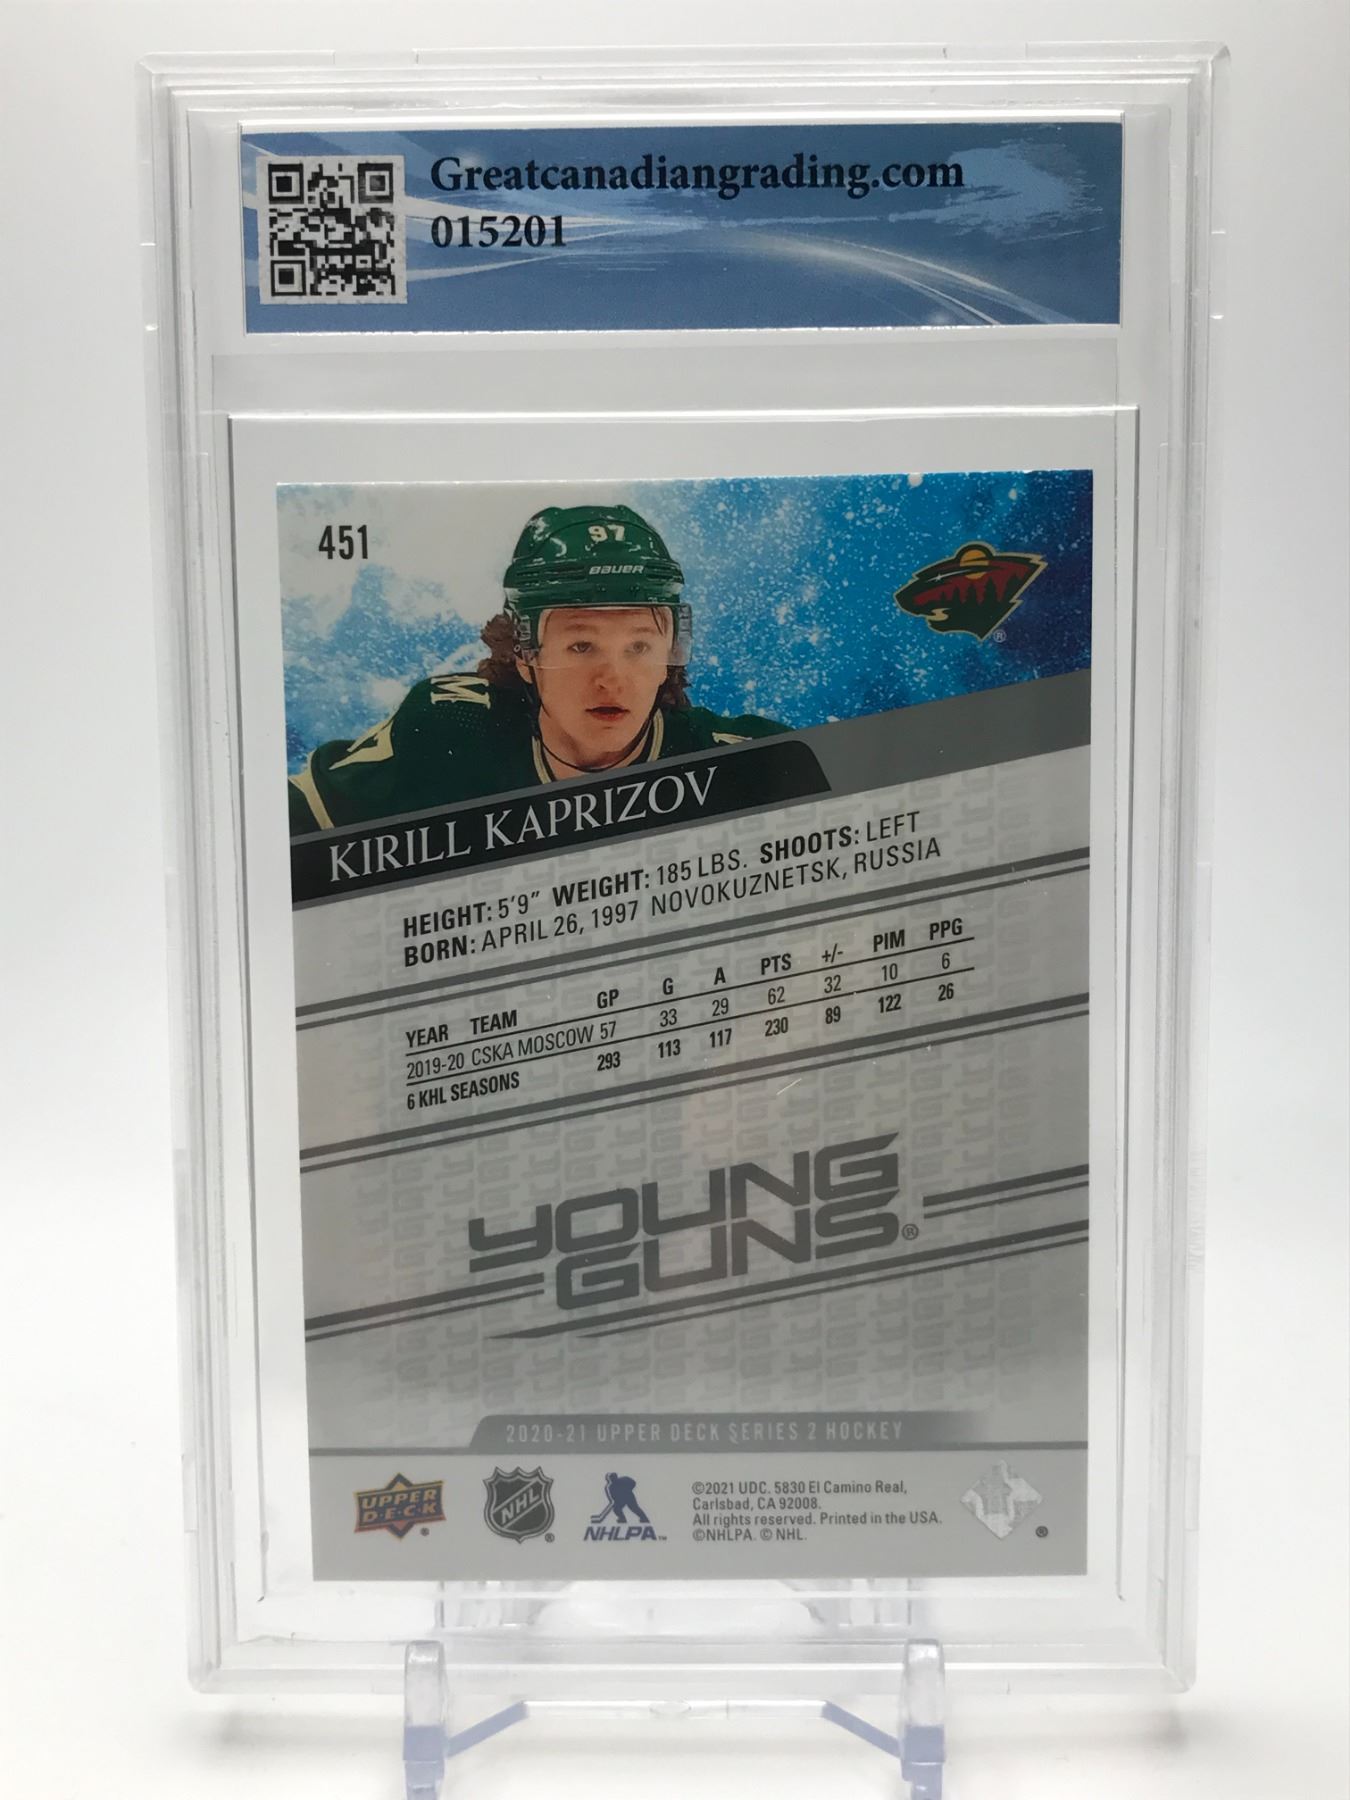 Greatcanadiangrading.com
015201
451
97
BAUER
M
KIRILL KAPRIZOV
HEIGHT: 5'9" WEIGHT: 185 LBS. SHOOTS: LEFT
BORN: APRIL 26, 1997 NOVOKUZNETSK, RUSSIA
YEAR TEAM GP G A PTS +/- PIM PPG
2019-20 CSKA MOSCOW 57 33 29 62 32 10 6
6 KHL SEASONS 293 113 117 230 89 122 26
YOUNG
GUNS®
2020-21 UPPER DECK SERIES 2 HOCKEY
UPPER
D·E·C·K
®
NHL
®
NHLPA™
©2021 UDC. 5830 El Camino Real,
Carlsbad, CA 92008.
All rights reserved. Printed in the USA.
©NHLPA. © NHL.
®